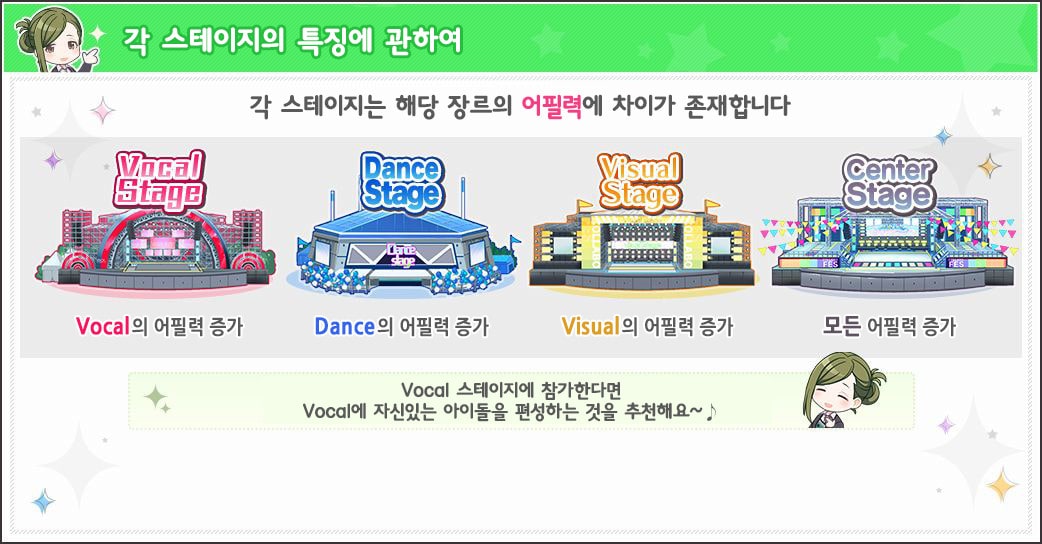 각 스테이지의 특징에 관하여
각 스테이지는 해당 장르의 어필력에 차이가 존재합니다
Vocal
Stage
Dance
Stage
Visual
Stage
Center
Stage
Dance
stage
FES
FES
Vocal의 어필력 증가
Dance의 어필력 증가
Visual의 어필력 증가
모든 어필력 증가
Vocal 스테이지에 참가한다면
Vocal에 자신있는 아이돌을 편성하는 것을 추천해요~♪